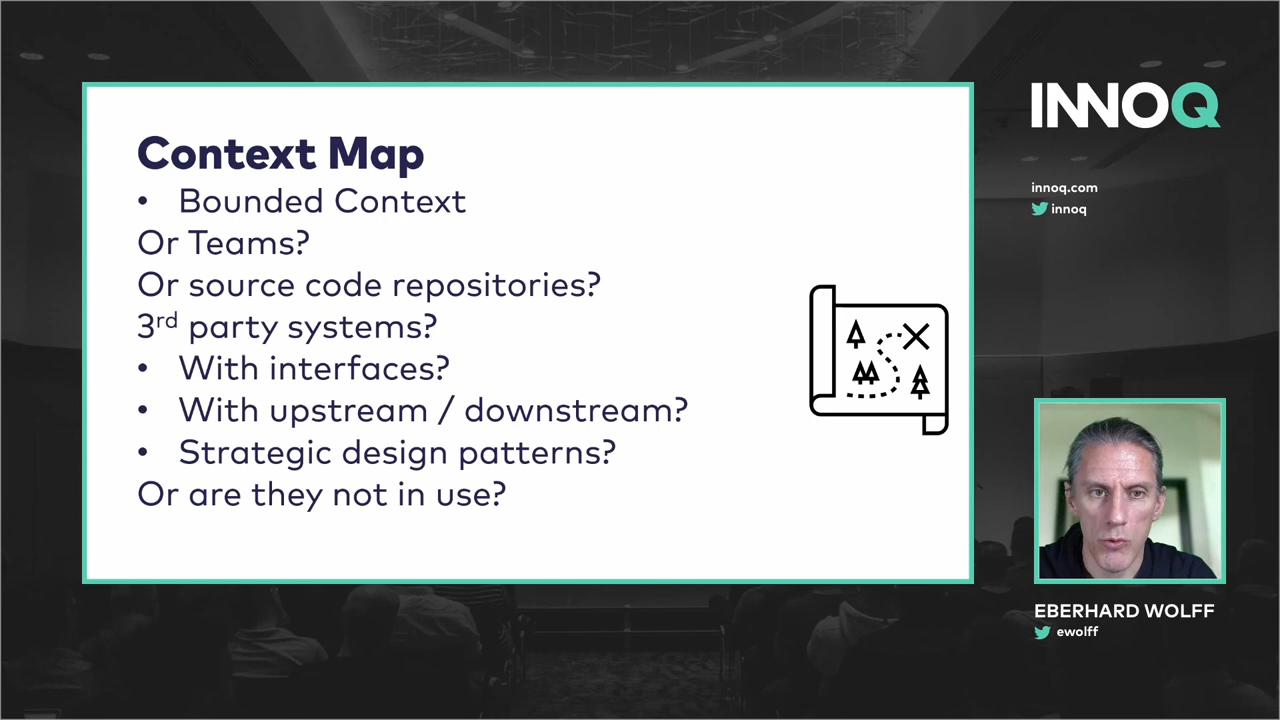 Context Map
• Bounded Context
Or Teams?
Or source code repositories?
3rd party systems?
• With interfaces?
• With upstream / downstream?
• Strategic design patterns?
Or are they not in use?
INNOQ
innoq.com
innoq
EBERHARD WOLFF
ewolff